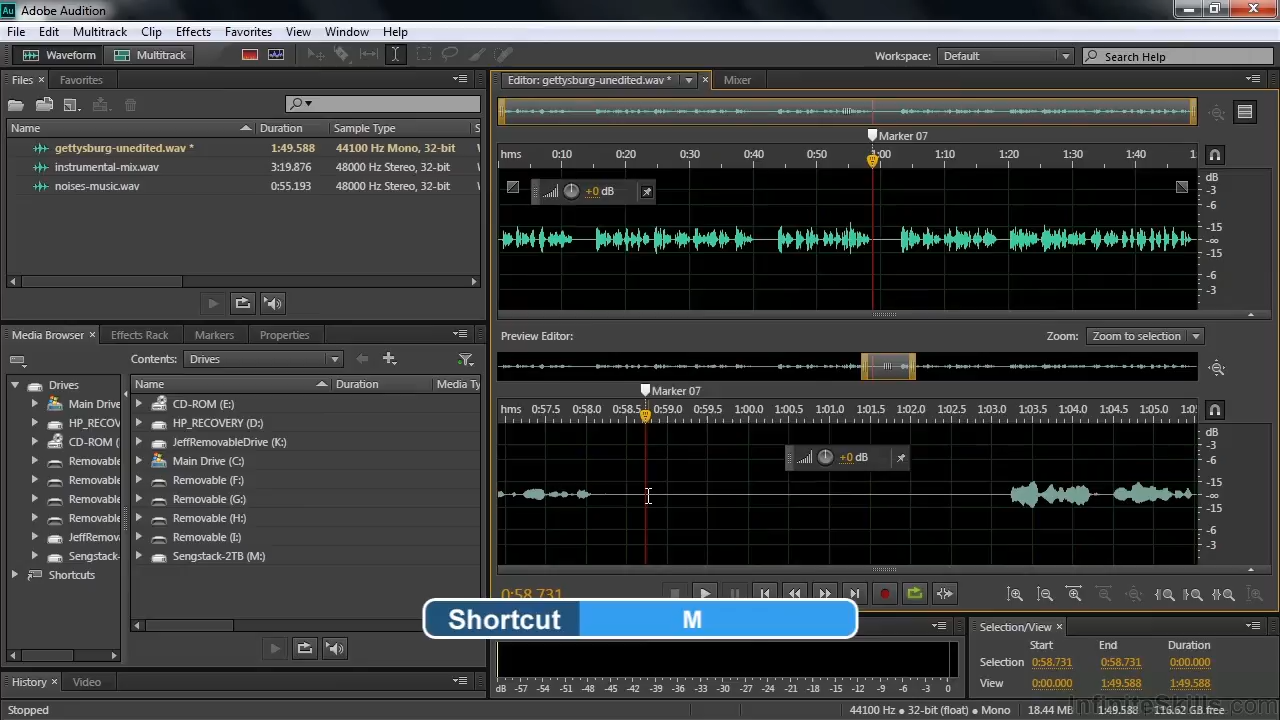 Au Adobe Audition
File Edit Multitrack Clip Effects Favorites View Window Help
Waveform Multitrack Workspace: Default Search Help
Files × Favorites
Name Duration Sample Type S
gettysburg-unedited.wav * 1:49.588 44100 Hz Mono, 32-bit
instrumental-mix.wav 3:19.876 48000 Hz Stereo, 32-bit
noises-music.wav 0:55.193 48000 Hz Stereo, 32-bit
Editor: gettysburg-unedited.wav * × Mixer
Marker 07
hms 0:10 0:20 0:30 0:40 0:50 1:00 1:10 1:20 1:30 1:40 1:
+0 dB
dB
-3
-6
-15
-∞
-15
-6
-3
Preview Editor: Zoom: Zoom to selection
Marker 07
hms 0:57.5 0:58.0 0:58.5 0:59.0 0:59.5 1:00.0 1:00.5 1:01.0 1:01.5 1:02.0 1:02.5 1:03.0 1:03.5 1:04.0 1:04.5 1:05.0 1:0
+0 dB
dB
-3
-6
-15
-∞
-15
-6
-3
0:58.731
Media Browser × Effects Rack Markers Properties
Contents: Drives
Name Duration Media Ty
Drives
Main Drive
HP_RECOV
CD-ROM (
Removable
Removable
Removable
Removable
JeffRemova
Sengstack-
Shortcuts
CD-ROM (E:)
HP_RECOVERY (D:)
JeffRemovableDrive (K:)
Main Drive (C:)
Removable (F:)
Removable (G:)
Removable (H:)
Removable (I:)
Sengstack-2TB (M:)
Shortcut M
History × Video
dB -57 -54 -51 -48 -45 -42 -39 -36 -33 -30 -27 -24 -21 -18 -15 -12 -9 -6 -3 0
Selection/View ×
Start End Duration
Selection 0:58.731 0:58.731 0:00.000
View 0:00.000 1:49.588 1:49.588
Stopped 44100 Hz ● 32-bit (float) ● Mono 18.44 MB 1:49.588 116.62 GB free
InfiniteSkills.com